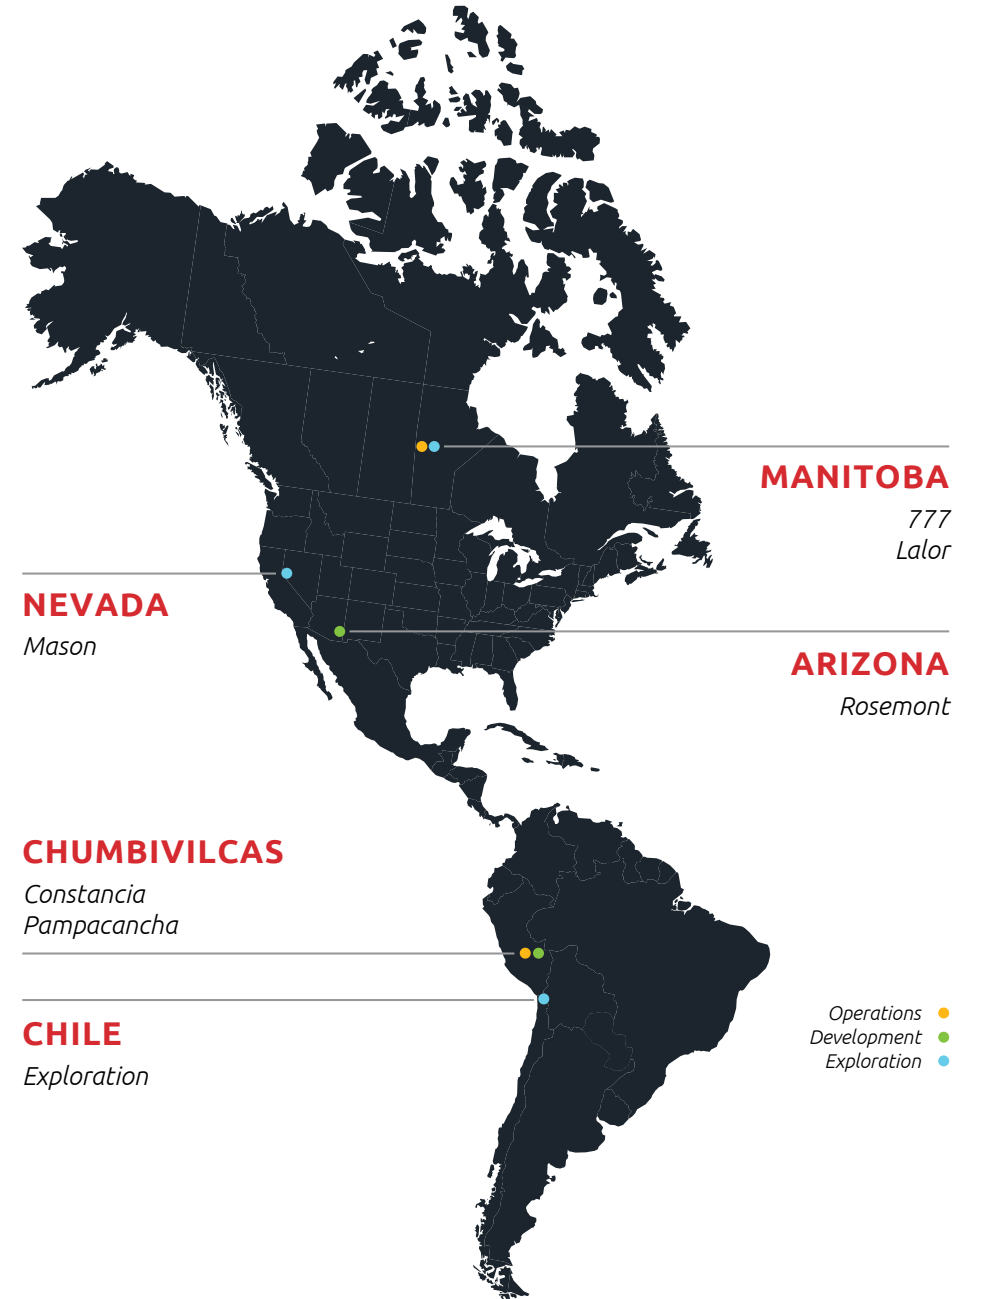 MANITOBA
777
Lalor
NEVADA
Mason
ARIZONA
Rosemont
CHUMBIVILCAS
Constancia
Pampacancha
CHILE
Exploration
Operations
Development
Exploration